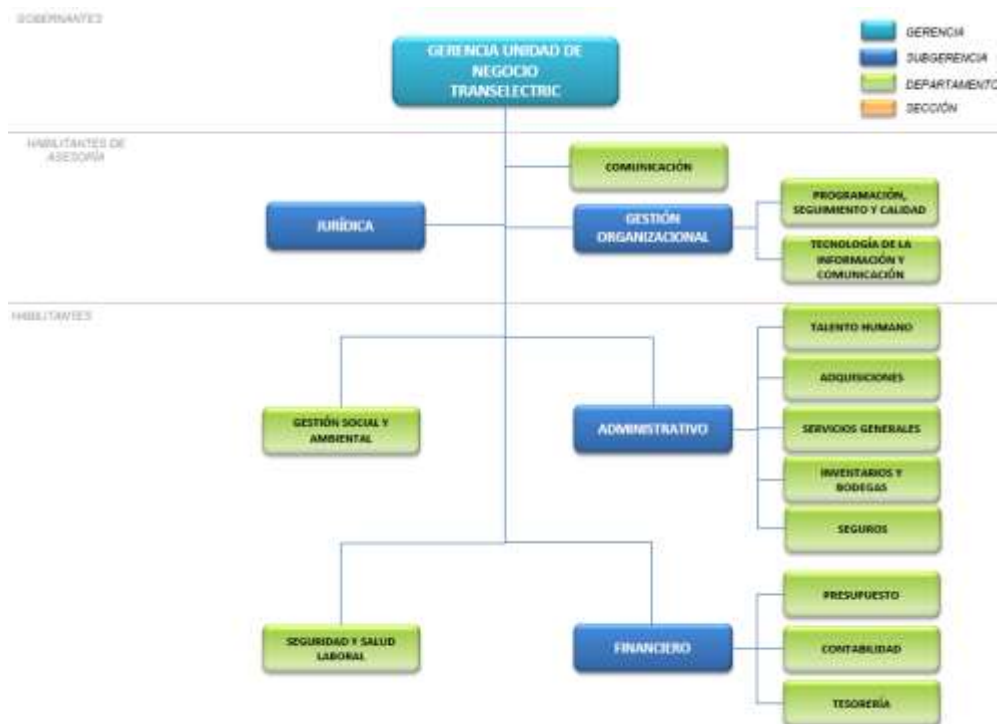 GOBERNANTES
GERENCIA UNIDAD DE
NEGOCIO
TRANSELECTRIC
GERENCIA
SUBGERENCIA
DEPARTAMENTO
SECCIÓN
HABILITANTES DE
ASESORÍA
COMUNICACIÓN
JURÍDICA
GESTIÓN
ORGANIZACIONAL
PROGRAMACIÓN,
SEGUIMIENTO Y CALIDAD
TECNOLOGÍA DE LA
INFORMACIÓN Y
COMUNICACIÓN
HABILITANTES
TALENTO HUMANO
ADQUISICIONES
GESTIÓN SOCIAL Y
AMBIENTAL
ADMINISTRATIVO
SERVICIOS GENERALES
INVENTARIOS Y
BODEGAS
SEGUROS
PRESUPUESTO
SEGURIDAD Y SALUD
LABORAL
FINANCIERO
CONTABILIDAD
TESORERÍA